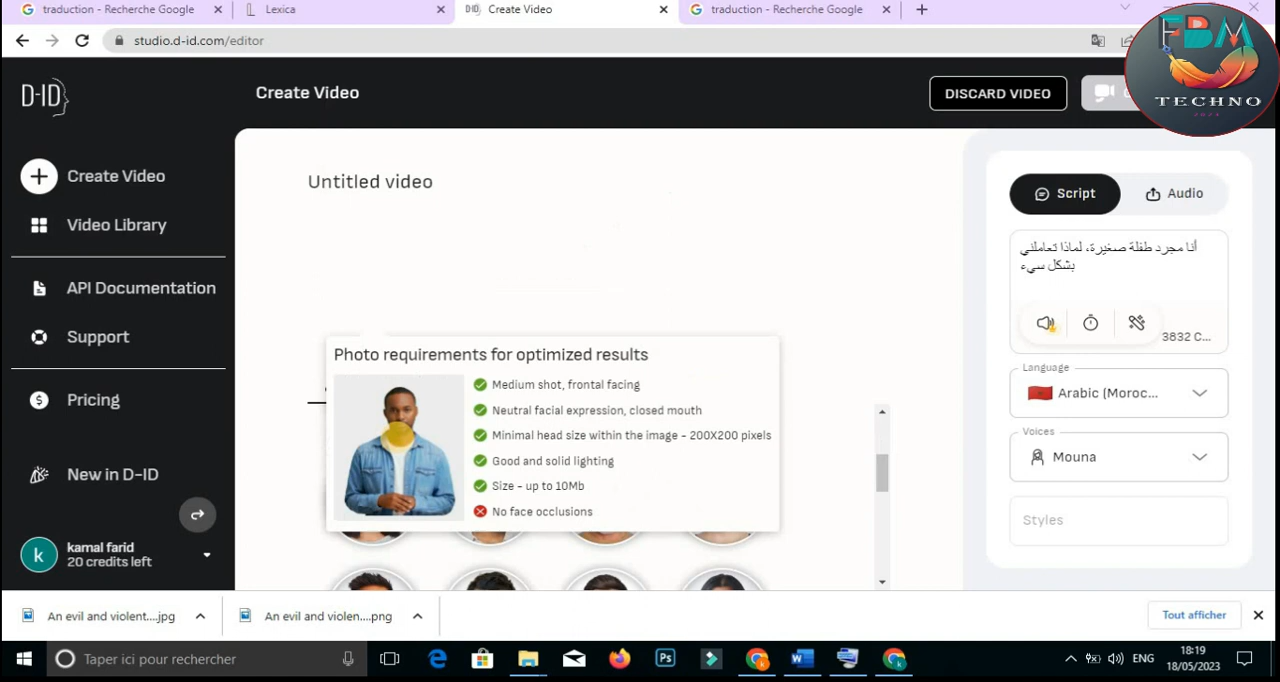 traduction - Recherche Google
Lexica
Create Video
traduction - Recherche Google
studio.d-id.com/editor
FBM
TECHNO
D-ID
Create Video
DISCARD VIDEO
Create Video
Video Library
API Documentation
Support
Pricing
New in D-ID
k
kamal farid
20 credits left
Untitled video
Photo requirements for optimized results
Medium shot, frontal facing
Neutral facial expression, closed mouth
Minimal head size within the image - 200X200 pixels
Good and solid lighting
Size - up to 10Mb
No face occlusions
Script
Audio
أنا مجرد طفلة صغيرة، لماذا تعاملني
بشكل سيء
3832 C...
Language
Arabic (Moroc...
Voices
Mouna
Styles
An evil and violent....jpg
An evil and violen....png
Tout afficher
Taper ici pour rechercher
ENG
18:19
18/05/2023